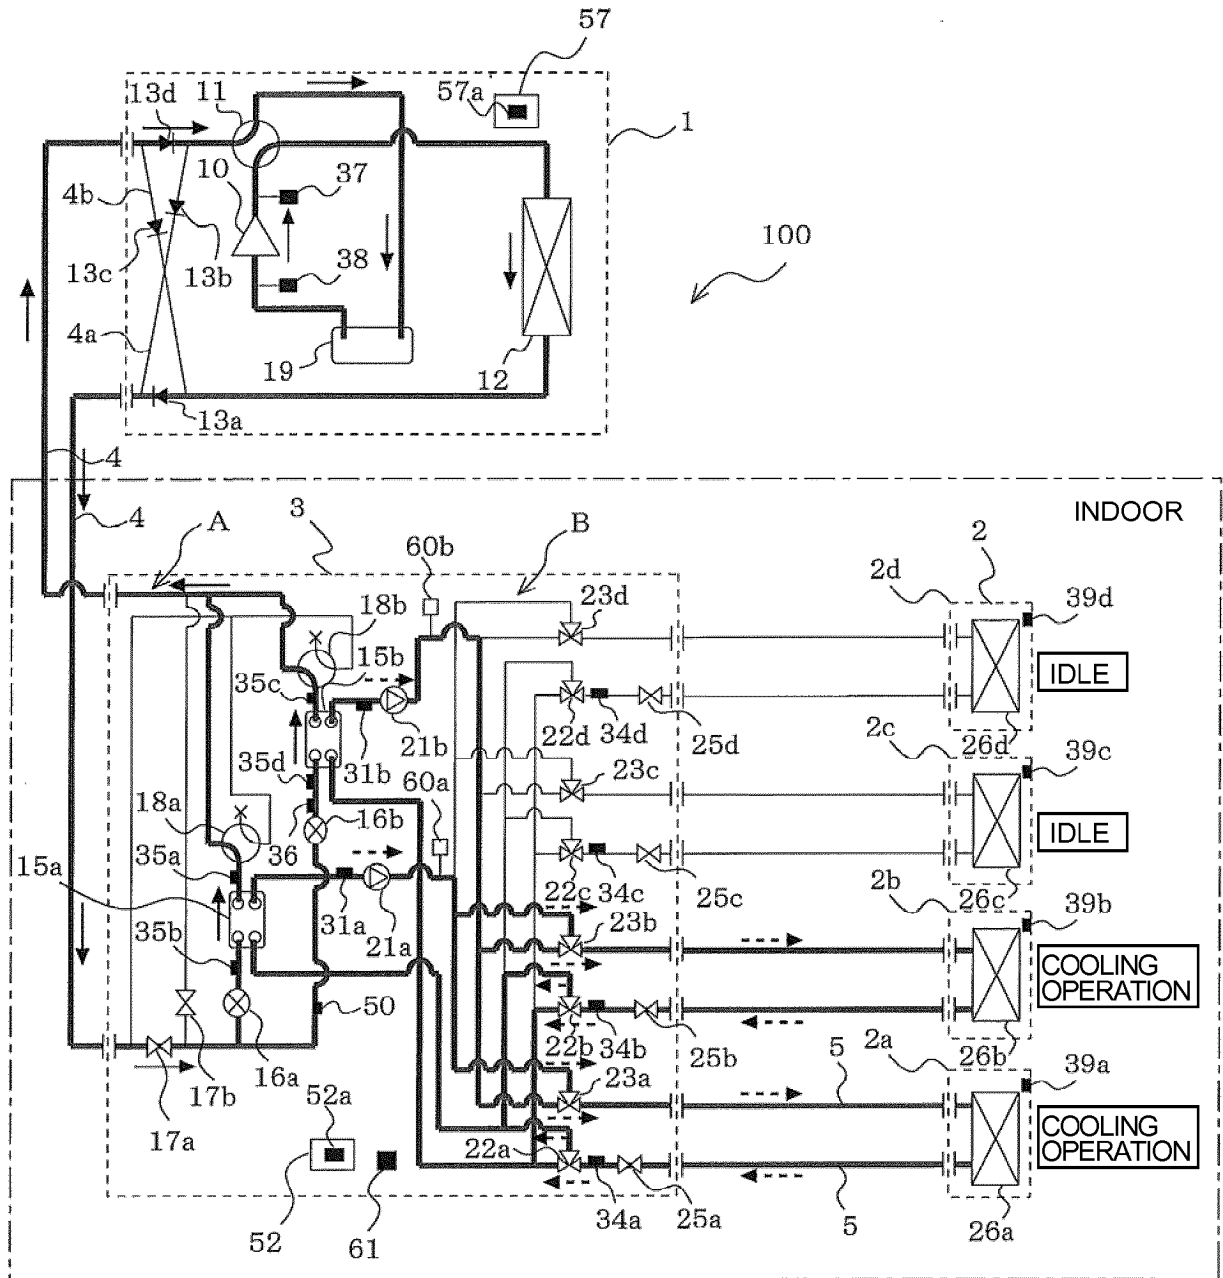 57
13d
11
57a
1
4b
10
37
100
13c
13b
38
4a
19
12
13a
4
INDOOR
4
A
3
B
2
60b
2d
18b
23d
39d
15b
IDLE
35c
22d
34d
21b
25d
2c
26d
35d
31b
39c
60a
23c
18a
36
16b
IDLE
15a
35a
22c
34c
25c
2b
26c
31a
21a
23b
39b
35b
COOLING
OPERATION
50
22b
34b
25b
2a
26b
16a
23a
5
39a
17b
52a
COOLING
OPERATION
17a
22a
52
61
34a
25a
5
26a